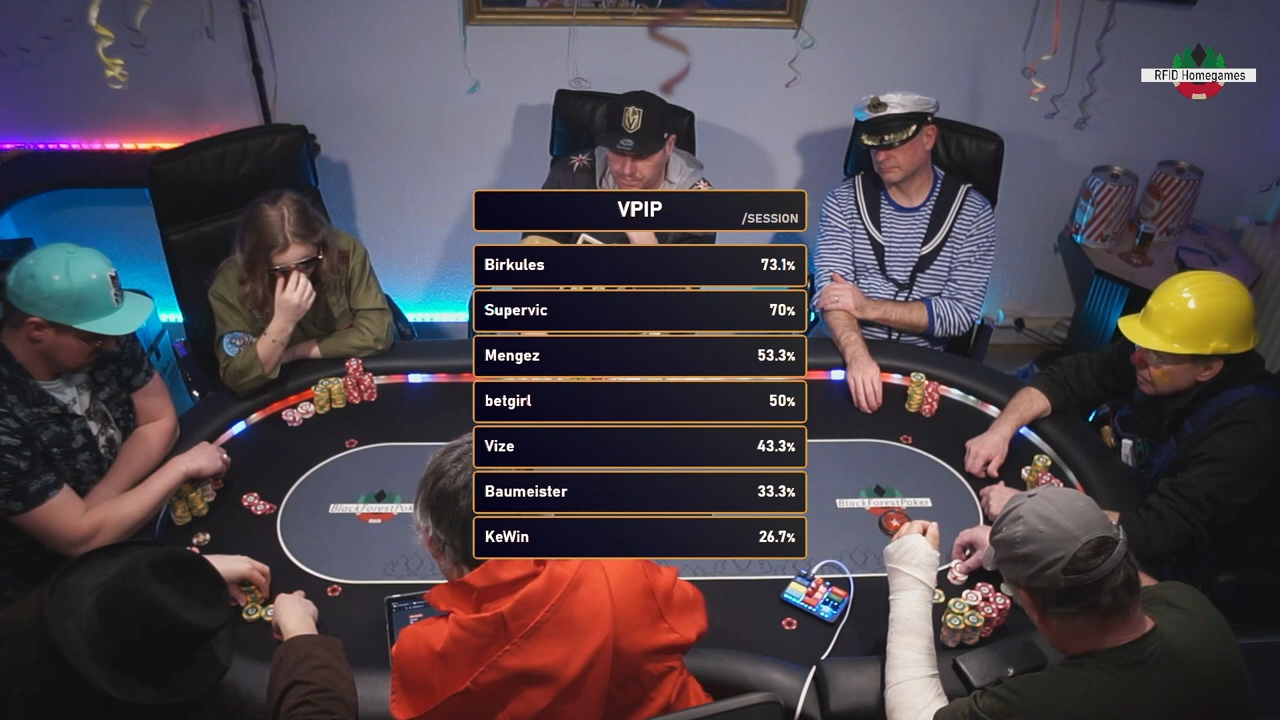 RFID Homegames
VPIP
/SESSION
Birkules 73.1%
Supervic 70%
Mengez 53.3%
betgirl 50%
Vize 43.3%
Baumeister 33.3%
KeWin 26.7%
BlackForestPok
BlackForestPoker